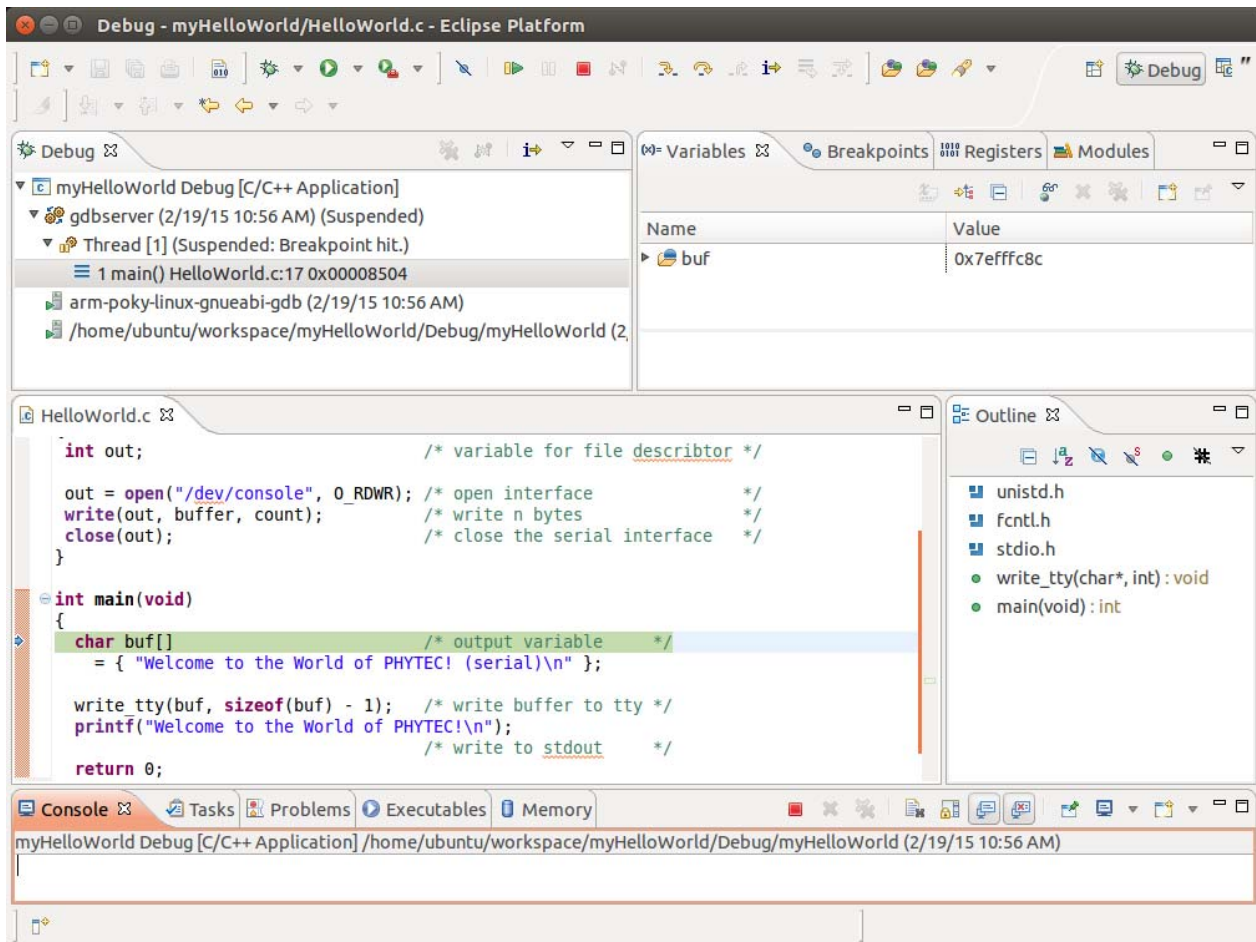 Debug - myHelloWorld/HelloWorld.c - Eclipse Platform
010
Debug
"
Debug
(x)= Variables
Breakpoints
1010 0101 Registers
Modules
myHelloWorld Debug [C/C++ Application]
gdbserver (2/19/15 10:56 AM) (Suspended)
Thread [1] (Suspended: Breakpoint hit.)
1 main() HelloWorld.c:17 0x00008504
arm-poky-linux-gnueabi-gdb (2/19/15 10:56 AM)
/home/ubuntu/workspace/myHelloWorld/Debug/myHelloWorld (2,
Name Value
buf 0x7efffc8c
HelloWorld.c
int out; /* variable for file describtor */
out = open("/dev/console", O_RDWR); /* open interface */
write(out, buffer, count); /* write n bytes */
close(out); /* close the serial interface */
}
int main(void)
{
char buf[] /* output variable */
= { "Welcome to the World of PHYTEC! (serial)\n" };
write_tty(buf, sizeof(buf) - 1); /* write buffer to tty */
printf("Welcome to the World of PHYTEC!\n");
/* write to stdout */
return 0;
Outline
unistd.h
fcntl.h
stdio.h
write_tty(char*, int) : void
main(void) : int
Console
Tasks
Problems
Executables
Memory
myHelloWorld Debug [C/C++ Application] /home/ubuntu/workspace/myHelloWorld/Debug/myHelloWorld (2/19/15 10:56 AM)